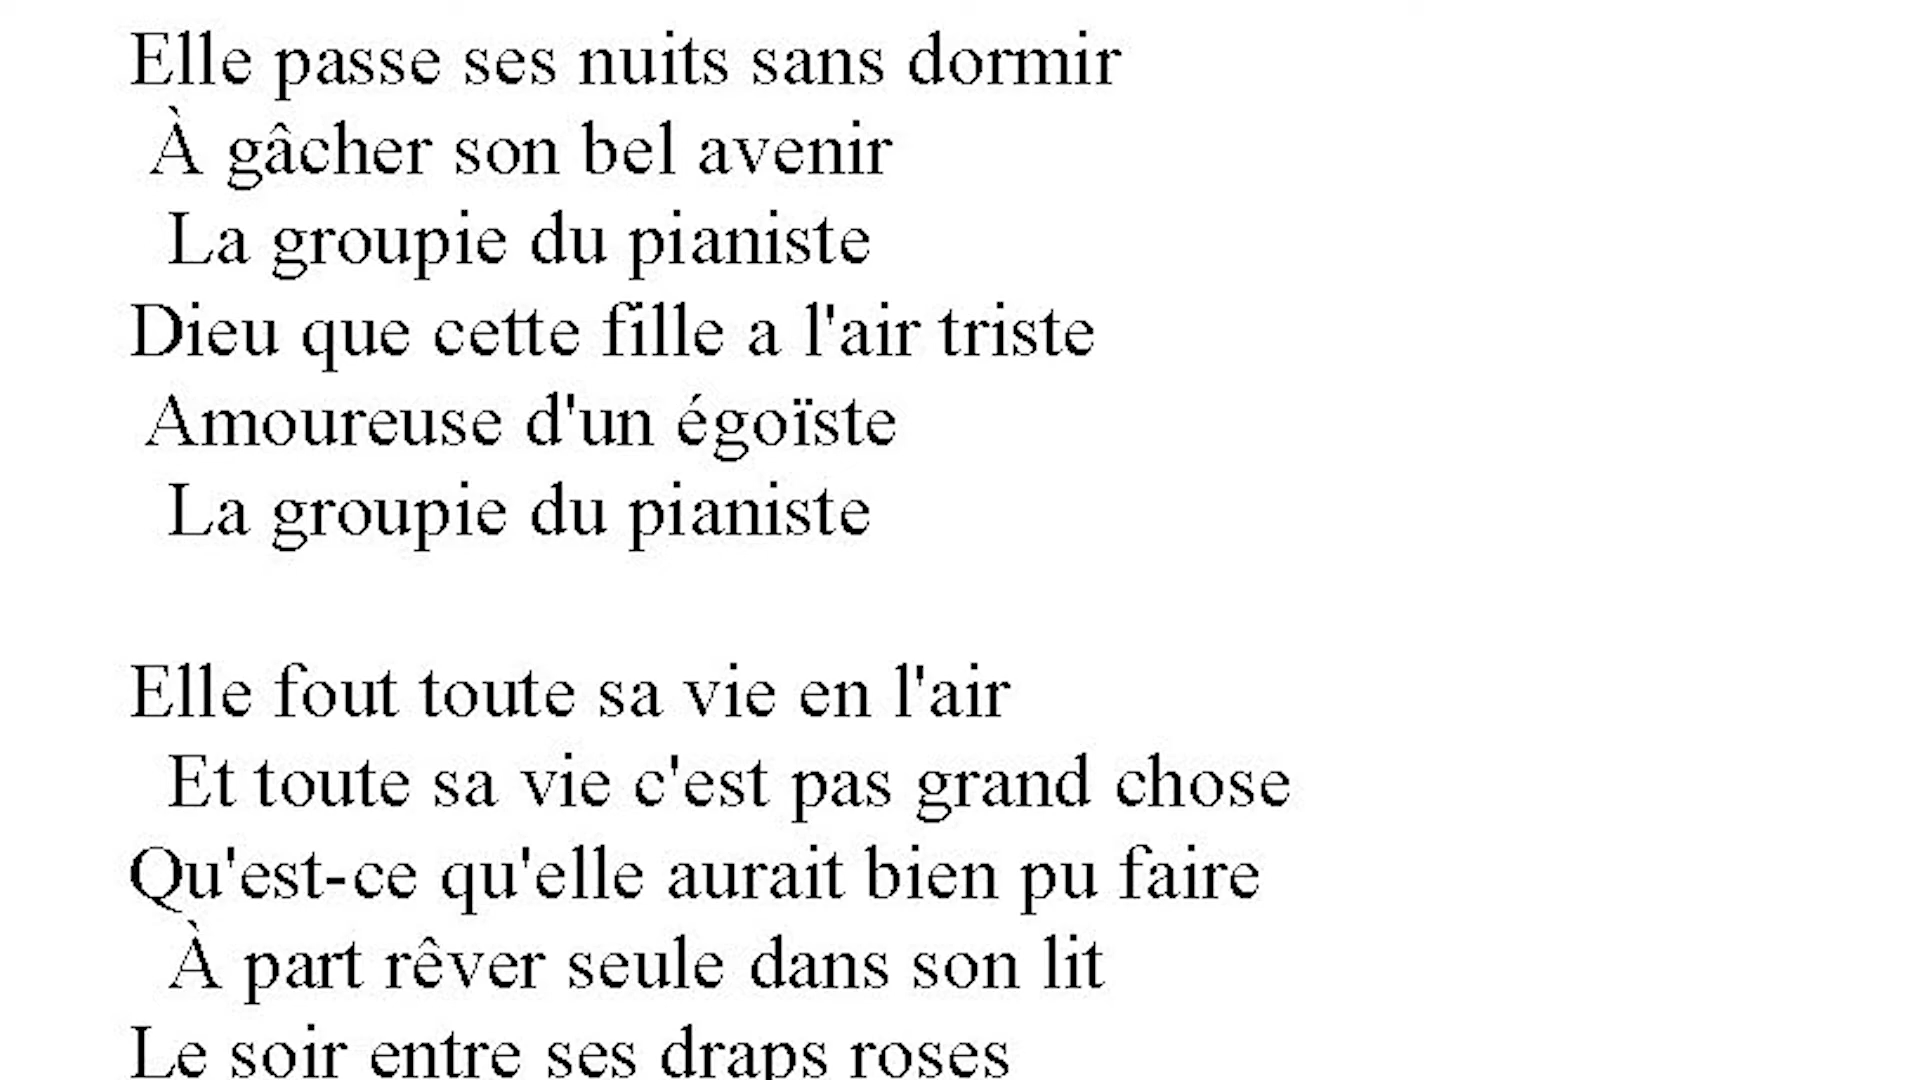 Elle passe ses nuits sans dormir
À gâcher son bel avenir
La groupie du pianiste
Dieu que cette fille a l'air triste
Amoureuse d'un égoïste
La groupie du pianiste
Elle fout toute sa vie en l'air
Et toute sa vie c'est pas grand chose
Qu'est-ce qu'elle aurait bien pu faire
À part rêver seule dans son lit
Le soir entre ses draps roses